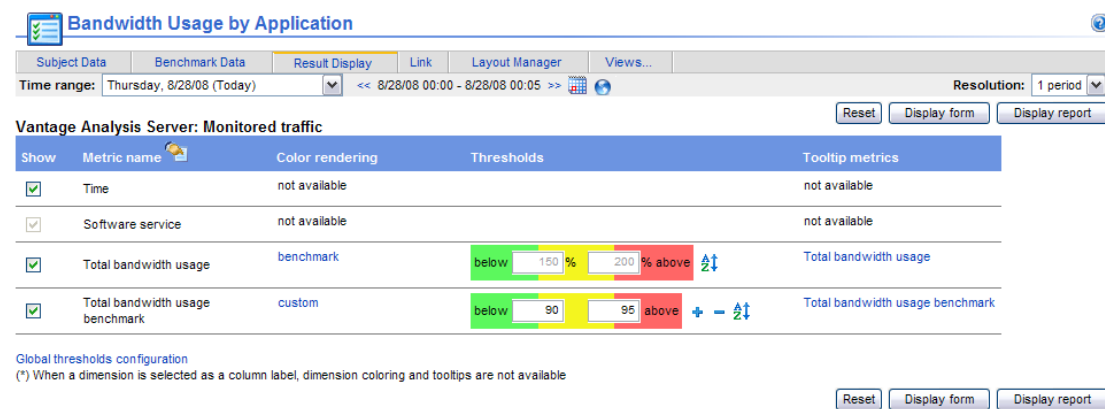 Bandwidth Usage by Application
Subject Data Benchmark Data Result Display Link Layout Manager Views...
Time range: Thursday, 8/28/08 (Today) << 8/28/08 00:00 - 8/28/08 00:05 >> Resolution: 1 period
Reset Display form Display report
Vantage Analysis Server: Monitored traffic
Show Metric name Color rendering Thresholds Tooltip metrics
Time not available not available
Software service not available not available
Total bandwidth usage benchmark below 150 % 200 % above Total bandwidth usage
Total bandwidth usage benchmark custom below 90 95 above Total bandwidth usage benchmark
Global thresholds configuration
(*) When a dimension is selected as a column label, dimension coloring and tooltips are not available
Reset Display form Display report